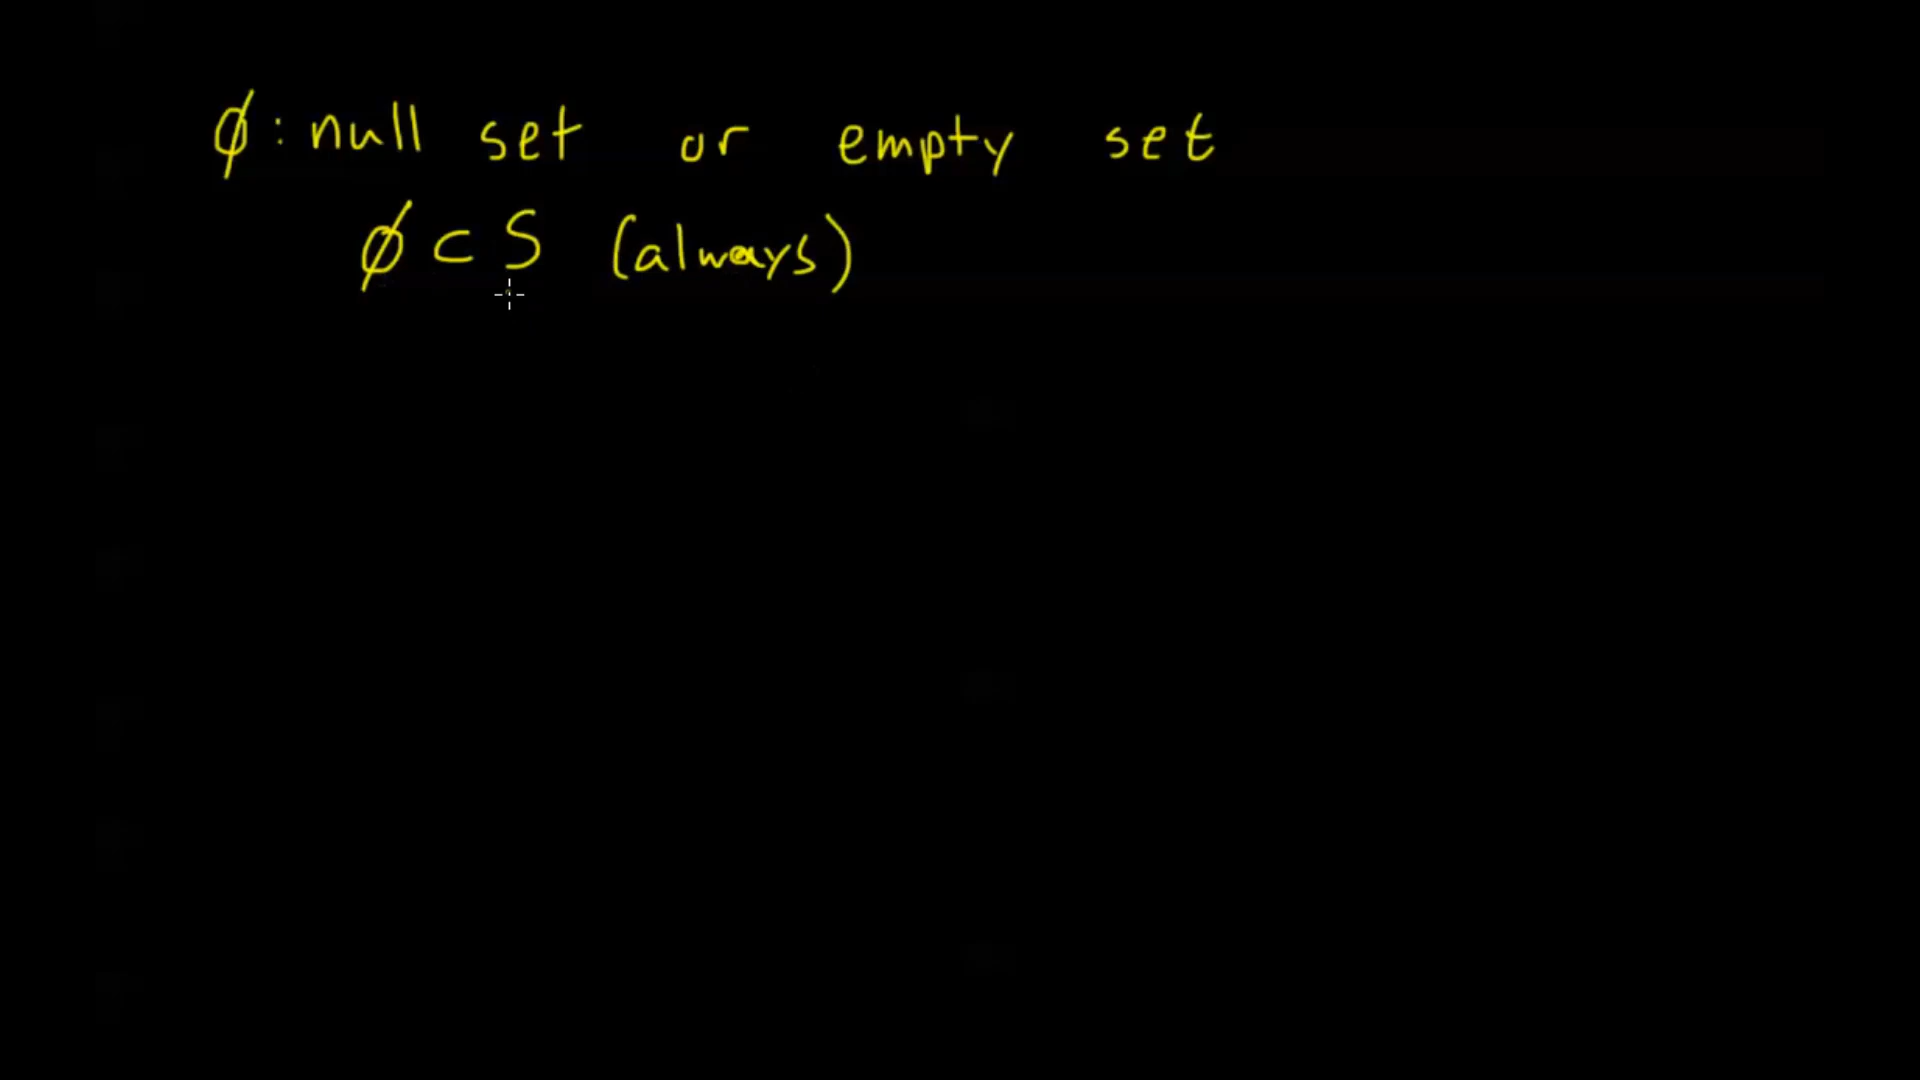 ∅: null set or empty set
∅ ⊂ S (always)